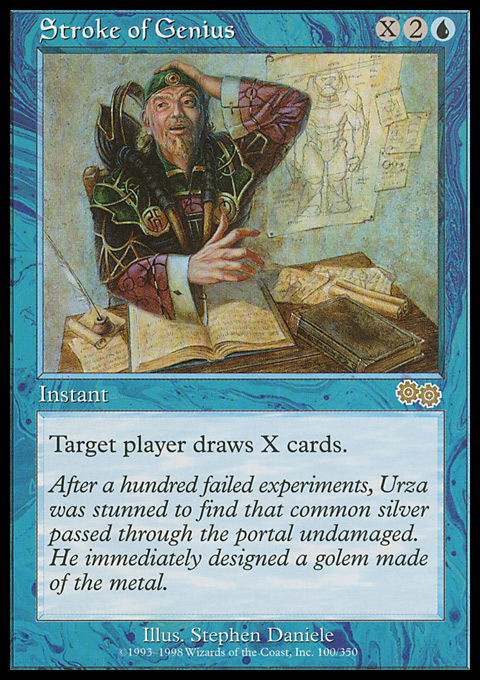 Stroke of Genius
X 2
Instant
Target player draws X cards.
After a hundred failed experiments, Urza
was stunned to find that common silver
passed through the portal undamaged.
He immediately designed a golem made
of the metal.
Illus. Stephen Daniele
©1993-1998 Wizards of the Coast, Inc. 100/350